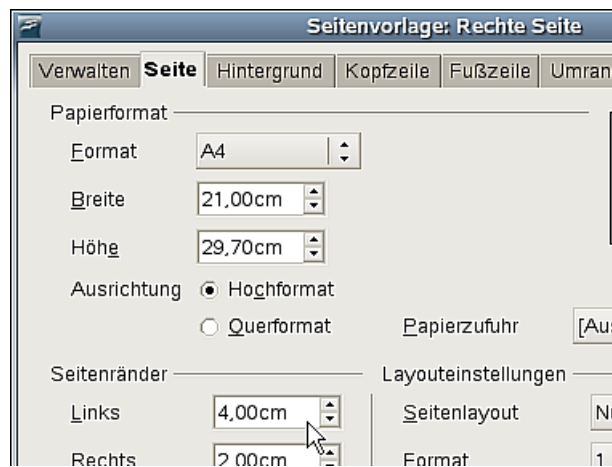 Seitenvorlage: Rechte Seite
Verwalten Seite Hintergrund Kopfzeile Fußzeile
Papierformat
Format A4
Breite 21,00cm
Höhe 29,70cm
Ausrichtung Hochformat
Querformat Papierzufuhr
Seitenränder Layouteinstellungen
Links 4,00cm Seitenlayout
Rechts 2,00cm Format 1